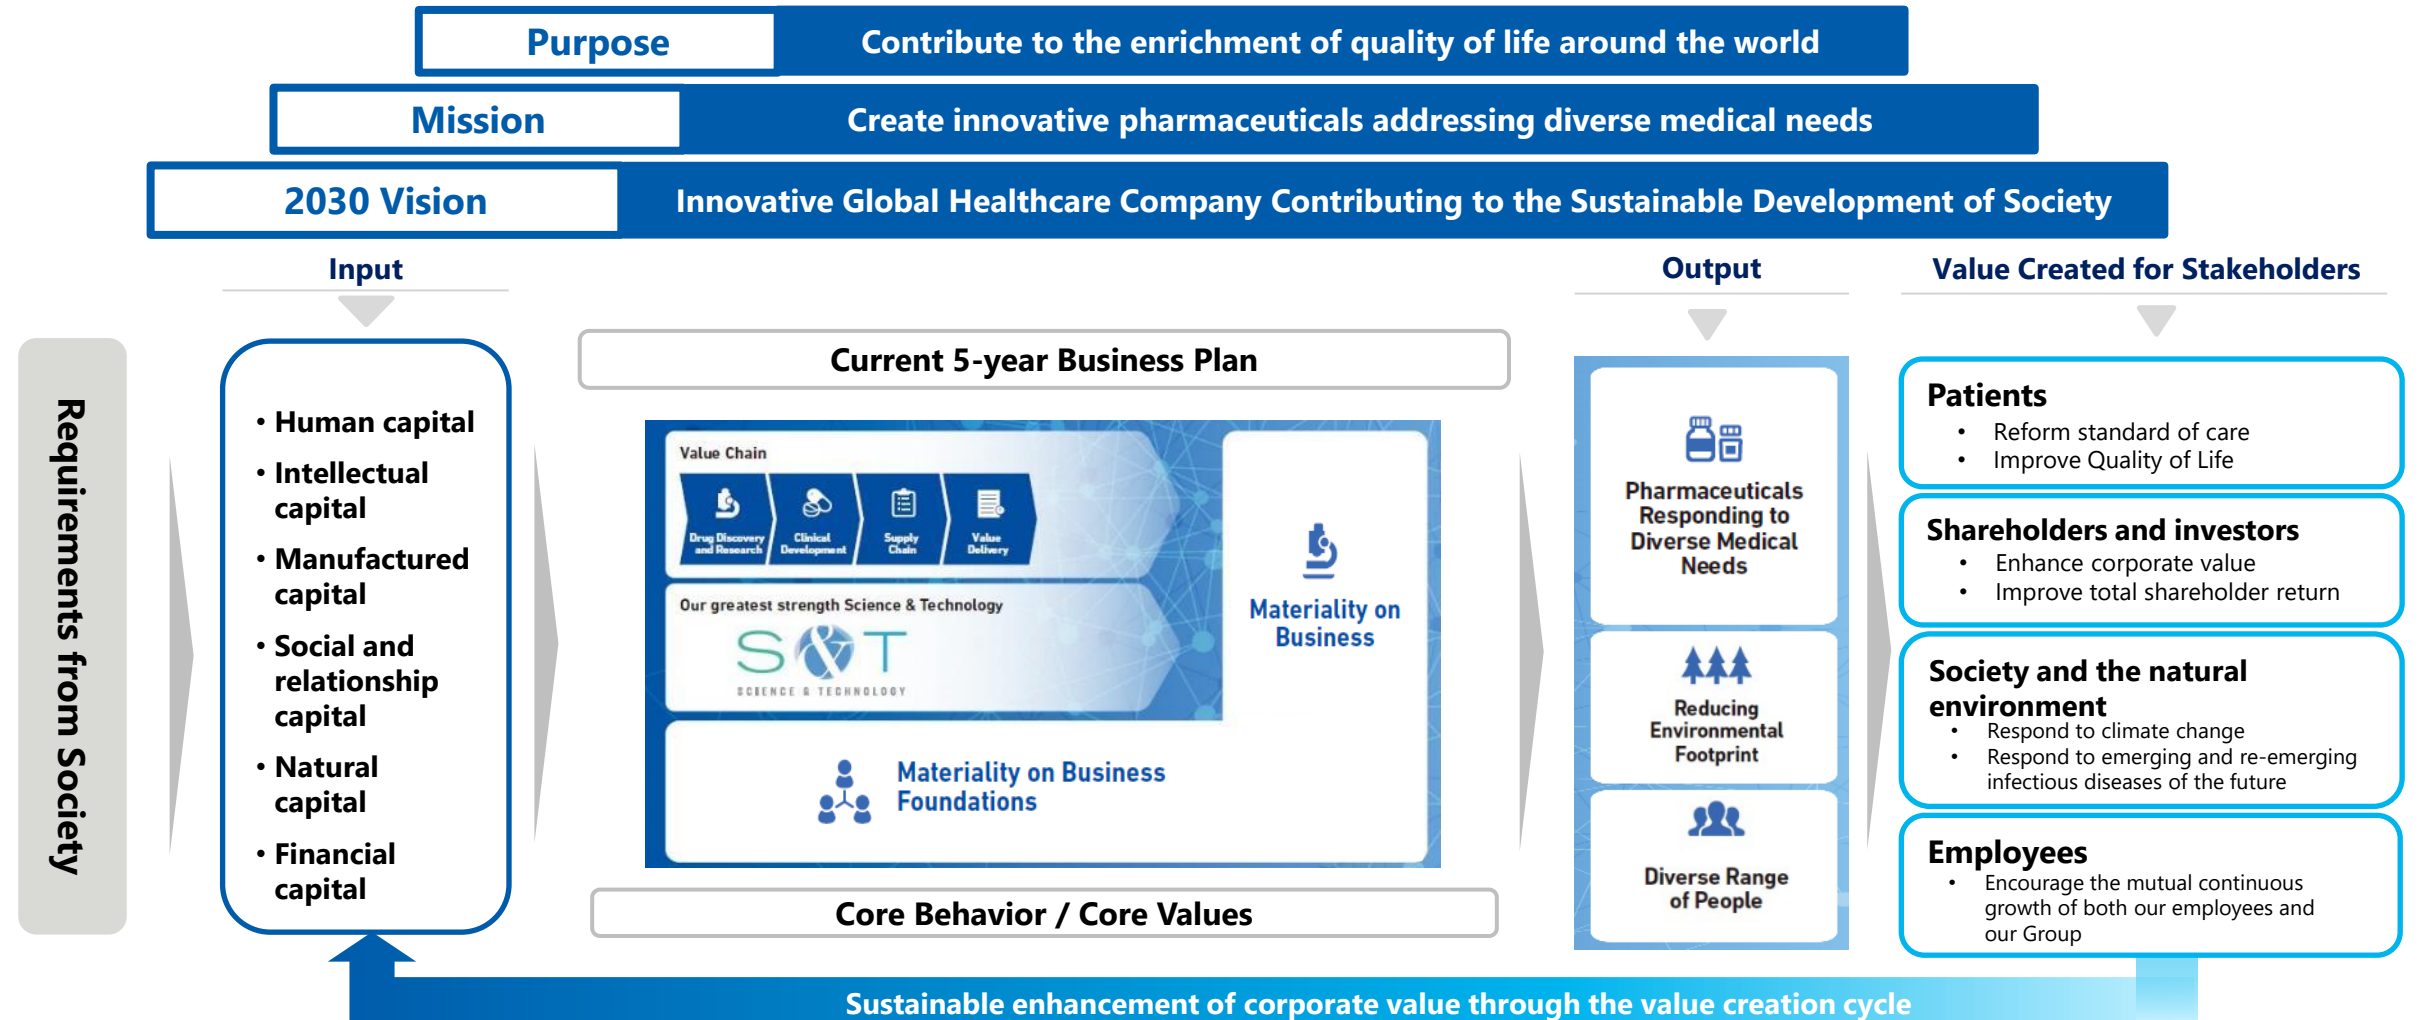 Purpose
Contribute to the enrichment of quality of life around the world
Mission
Create innovative pharmaceuticals addressing diverse medical needs
2030 Vision
Innovative Global Healthcare Company Contributing to the Sustainable Development of Society
Input
Output
Value Created for Stakeholders
Requirements from Society
• Human capital
• Intellectual
capital
• Manufactured
capital
• Social and
relationship
capital
• Natural
capital
• Financial
capital
Current 5-year Business Plan
Value Chain
Drug Discovery
and Research
Clinical
Development
Supply
Chain
Value
Delivery
Our greatest strength Science & Technology
S&T
SCIENCE & TECHNOLOGY
Materiality on
Business
Materiality on Business
Foundations
Core Behavior / Core Values
Pharmaceuticals
Responding to
Diverse Medical
Needs
Reducing
Environmental
Footprint
Diverse Range
of People
Patients
• Reform standard of care
• Improve Quality of Life
Shareholders and investors
• Enhance corporate value
• Improve total shareholder return
Society and the natural
environment
• Respond to climate change
• Respond to emerging and re-emerging
infectious diseases of the future
Employees
• Encourage the mutual continuous
growth of both our employees and
our Group
Sustainable enhancement of corporate value through the value creation cycle